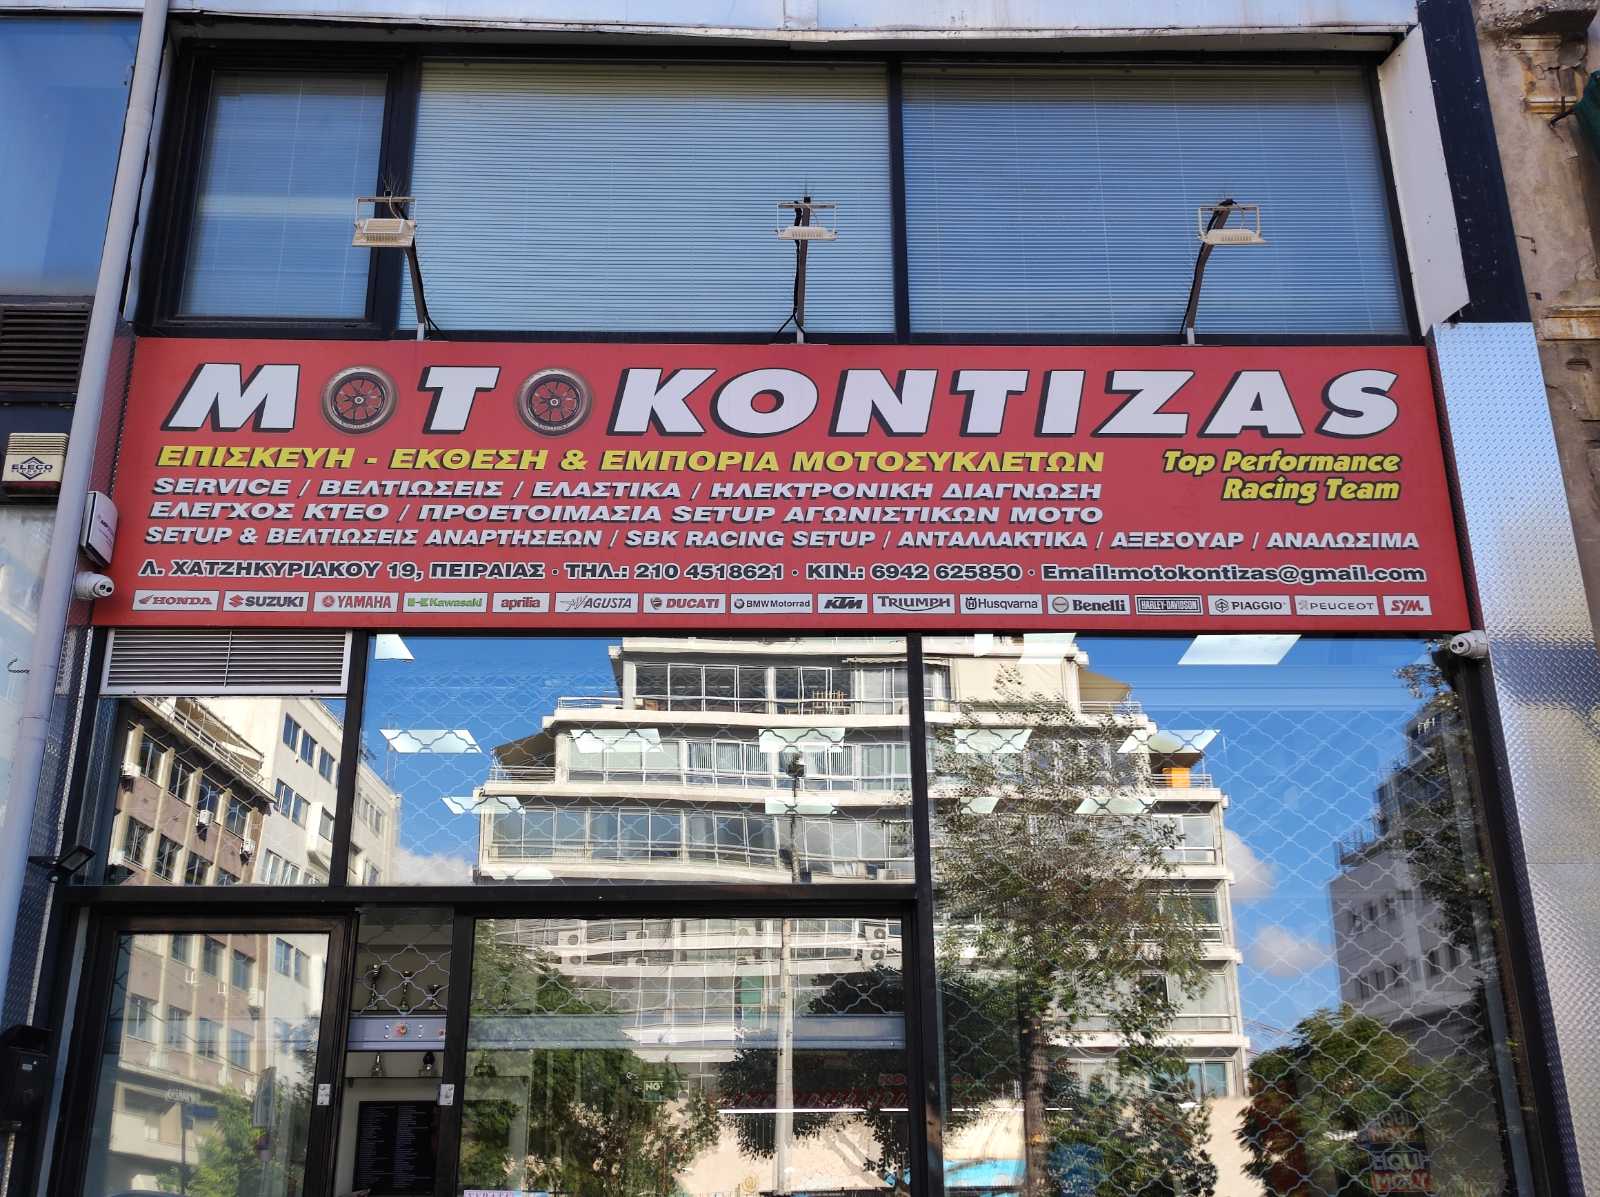 MOTOKONTIZAS
ΕΠΙΣΚΕΥΗ - ΕΚΘΕΣΗ & ΕΜΠΟΡΙΑ ΜΟΤΟΣΥΚΛΕΤΩΝ
Top Performance
Racing Team
SERVICE / ΒΕΛΤΙΩΣΕΙΣ / ΕΛΑΣΤΙΚΑ / ΗΛΕΚΤΡΟΝΙΚΗ ΔΙΑΓΝΩΣΗ
ΕΛΕΓΧΟΣ ΚΤΕΟ / ΠΡΟΕΤΟΙΜΑΣΙΑ SETUP ΑΓΩΝΙΣΤΙΚΩΝ ΜΟΤΟ
SETUP & ΒΕΛΤΙΩΣΕΙΣ ΑΝΑΡΤΗΣΕΩΝ / SBK RACING SETUP / ΑΝΤΑΛΛΑΚΤΙΚΑ / ΑΞΕΣΟΥΑΡ / ΑΝΑΛΩΣΙΜΑ
Λ. ΧΑΤΖΗΚΥΡΙΑΚΟΥ 19, ΠΕΙΡΑΙΑΣ · ΤΗΛ.: 210 4518621 · ΚΙΝ.: 6942 625850 · Email:motokontizas@gmail.com
HONDA SUZUKI YAMAHA Kawasaki aprilia AGUSTA DUCATI BMW Motorrad KTM TRIUMPH Husqvarna Benelli HARLEY-DAVIDSON PIAGGIO PEUGEOT SYM
ELECO